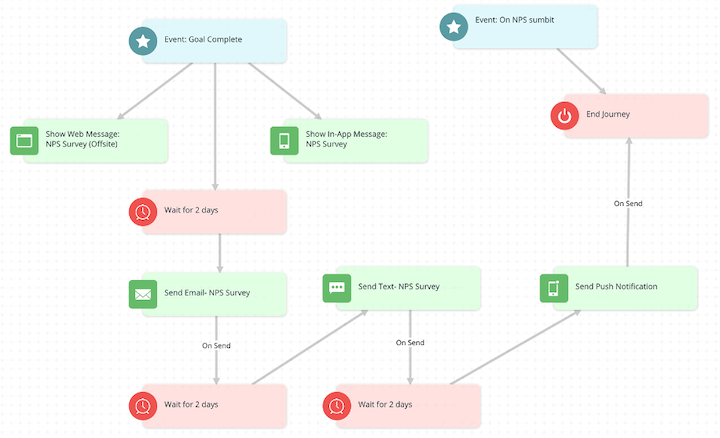 Event: Goal Complete
Event: On NPS sumbit
End Journey
Show Web Message:
NPS Survey (Offsite)
Show In-App Message:
NPS Survey
Wait for 2 days
On Send
Send Email- NPS Survey
Send Text- NPS Survey
Send Push Notification
On Send
On Send
Wait for 2 days
Wait for 2 days